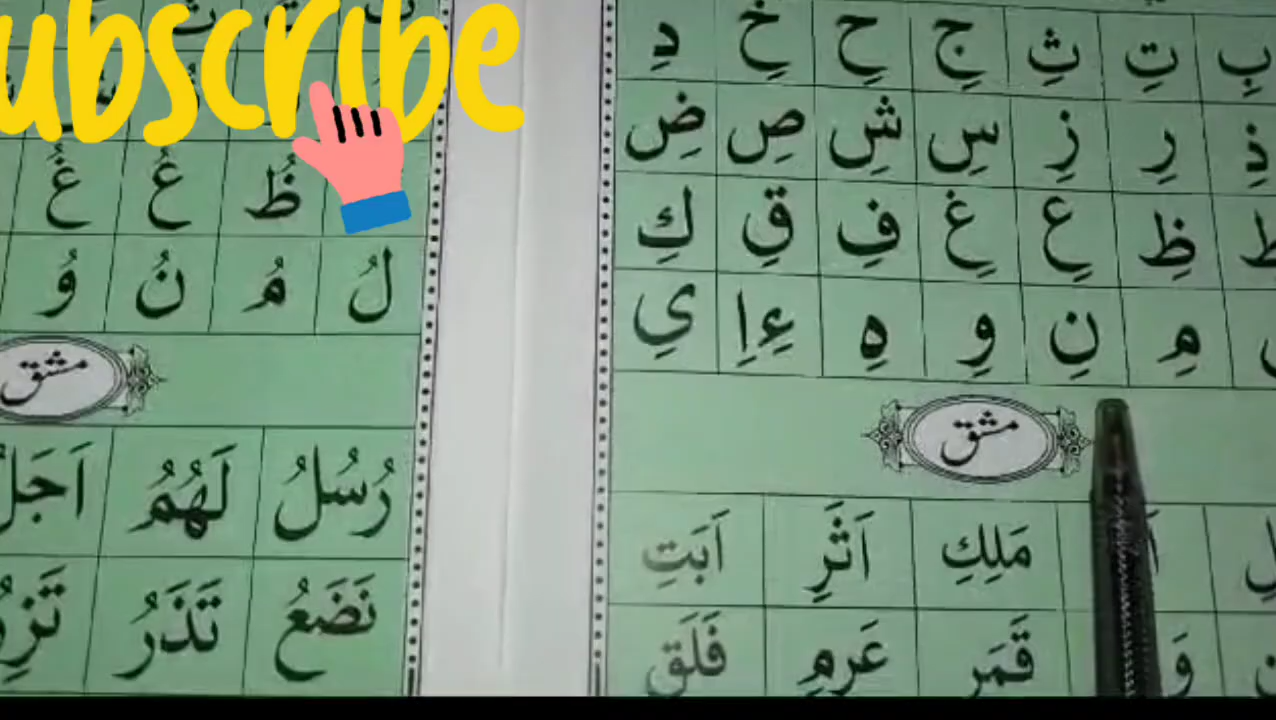 ubscribe
بِ تِ ثِ جِ حِ خِ دِ
ذِ رِ زِ سِ شِ صِ ضِ
ظِ عِ غِ فِ قِ كِ
مِ نِ وِ هِ ءِ اِ يِ
مشق
مَلِكِ اَثَرِ اَبَتِ
قَمَرِ عَرِمِ فَلَقِ
ظُ عُ غُ
لُ مُ نُ وُ
مشق
رُسُلُ لَهُمُ اَجَلُ
نَضَعُ تَذَرُ